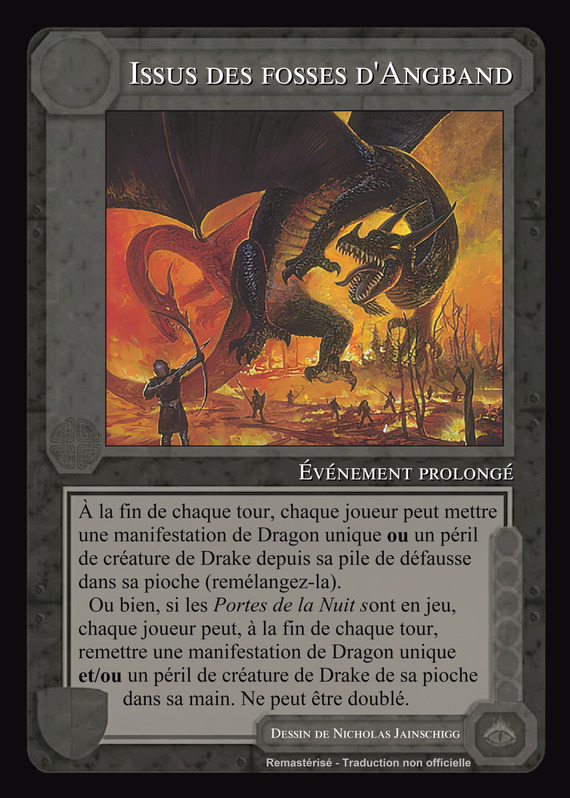 Issus des fosses d'Angband
Événement prolongé
À la fin de chaque tour, chaque joueur peut mettre
une manifestation de Dragon unique ou un péril
de créature de Drake depuis sa pile de défausse
dans sa pioche (remélangez-la).
Ou bien, si les Portes de la Nuit sont en jeu,
chaque joueur peut, à la fin de chaque tour,
remettre une manifestation de Dragon unique
et/ou un péril de créature de Drake de sa pioche
dans sa main. Ne peut être doublé.
Dessin de Nicholas Jainschigg
Remastérisé - Traduction non officielle